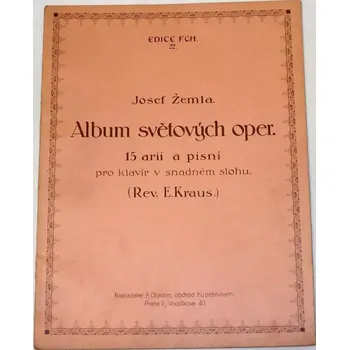 EDICE F.CH.
22.
Josef Žemla.
Album světových oper.
15 arií a písní
pro klavír v snadném slohu.
(Rev. E. Kraus.)
Nakladatel F. Chadim, obchod hudebninami
Praha II, Vodičkova 40.